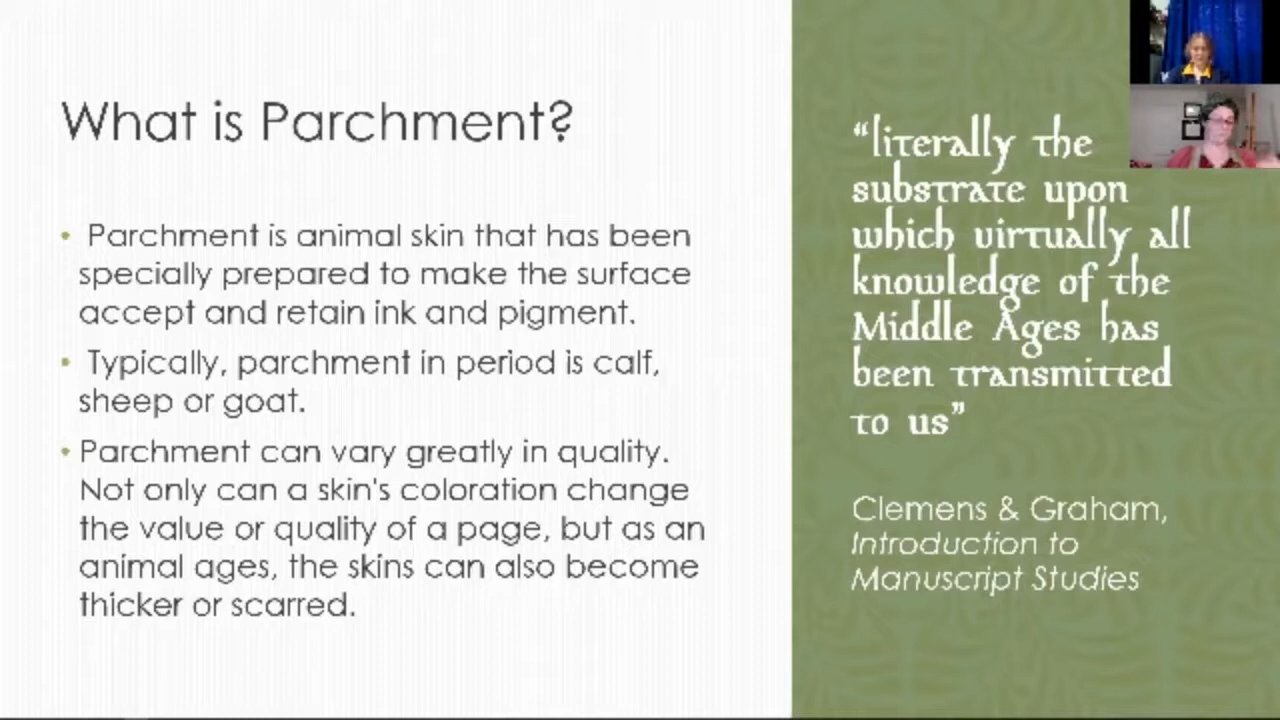 What is Parchment?
• Parchment is animal skin that has been
specially prepared to make the surface
accept and retain ink and pigment.
• Typically, parchment in period is calf,
sheep or goat.
• Parchment can vary greatly in quality.
Not only can a skin's coloration change
the value or quality of a page, but as an
animal ages, the skins can also become
thicker or scarred.
“literally the
substrate upon
which virtually all
knowledge of the
Middle Ages has
been transmitted
to us”
Clemens & Graham,
Introduction to
Manuscript Studies